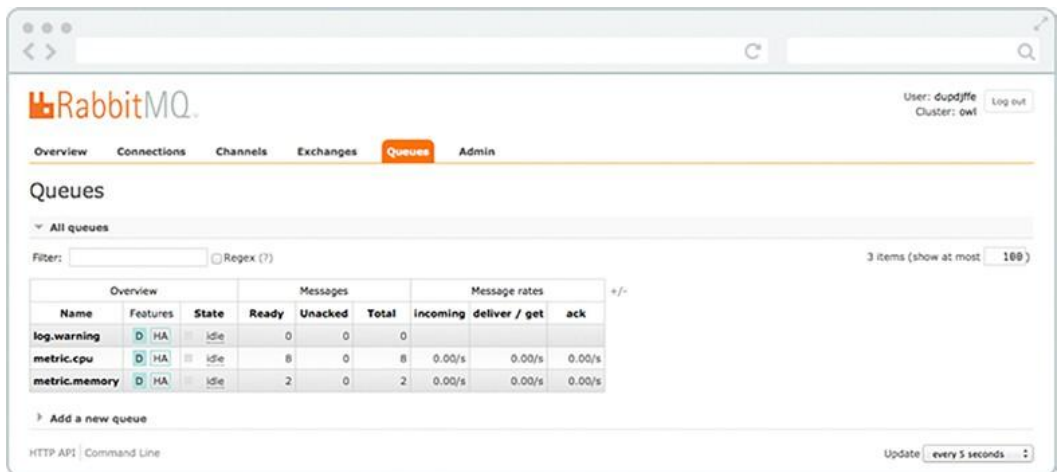 RabbitMQ
User: dupdjffe
Cluster: owl
Log out
Overview Connections Channels Exchanges Queues Admin
Queues
All queues
Filter: Regex (?) 3 items (show at most 100)
Overview Messages Message rates +/-
Name Features State Ready Unacked Total incoming deliver / get ack
log.warning D HA idle 0 0 0
metric.cpu D HA idle 8 0 8 0.00/s 0.00/s 0.00/s
metric.memory D HA idle 2 0 2 0.00/s 0.00/s 0.00/s
Add a new queue
HTTP API Command Line Update every 5 seconds